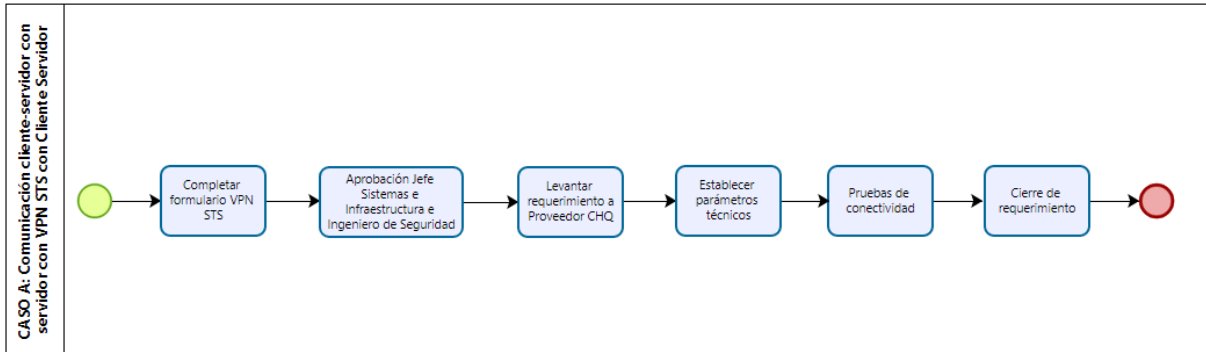 CASO A: Comunicación cliente-servidor con
servidor con VPN STS con Cliente Servidor
Completar
formulario VPN
STS
Aprobación Jefe
Sistemas e
Infraestructura e
Ingeniero de Seguridad
Levantar
requerimiento a
Proveedor CHQ
Establecer
parámetros
técnicos
Pruebas de
conectividad
Cierre de
requerimiento